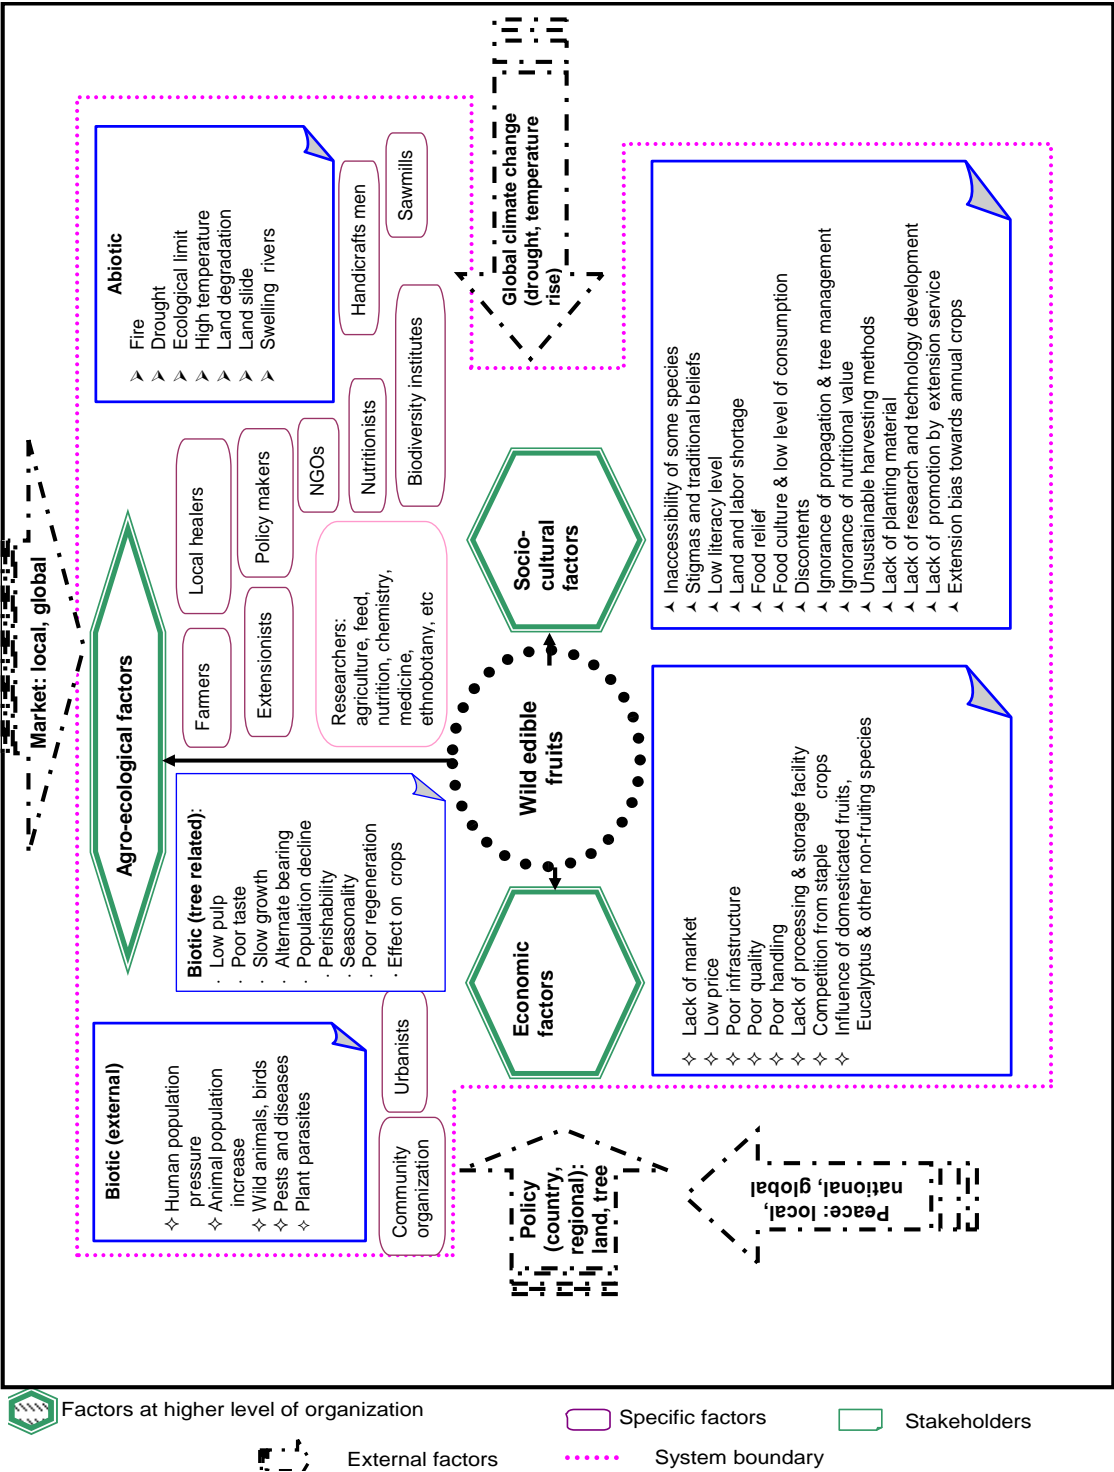 Market: local, global
Agro-ecological factors
Biotic (external)
Human population
pressure
Animal population
increase
Wild animals, birds
Pests and diseases
Plant parasites
Biotic (tree related):
Low pulp
Poor taste
Slow growth
Alternate bearing
Population decline
Perishability
Seasonality
Poor regeneration
Effect on crops
Abiotic
Fire
Drought
Ecological limit
High temperature
Land degradation
Land slide
Swelling rivers
Farmers
Local healers
Extensionists
Policy makers
NGOs
Nutritionists
Handicrafts men
Sawmills
Biodiversity institutes
Researchers:
agriculture, feed,
nutrition, chemistry,
medicine,
ethnobotany, etc
Urbanists
Community
organization
Economic
factors
Wild edible
fruits
Socio-
cultural
factors
Global climate change
(drought, temperature
rise)
Policy
(country,
regional):
land, tree
Peace: local,
national, global
Lack of market
Low price
Poor infrastructure
Poor quality
Poor handling
Lack of processing & storage facility
Competition from staple crops
Influence of domesticated fruits,
Eucalyptus & other non-fruiting species
Inaccessibility of some species
Stigmas and traditional beliefs
Low literacy level
Land and labor shortage
Food relief
Food culture & low level of consumption
Discontents
Ignorance of propagation & tree management
Ignorance of nutritional value
Unsustainable harvesting methods
Lack of planting material
Lack of research and technology development
Lack of promotion by extension service
Extension bias towards annual crops
Factors at higher level of organization
Specific factors
Stakeholders
External factors
System boundary